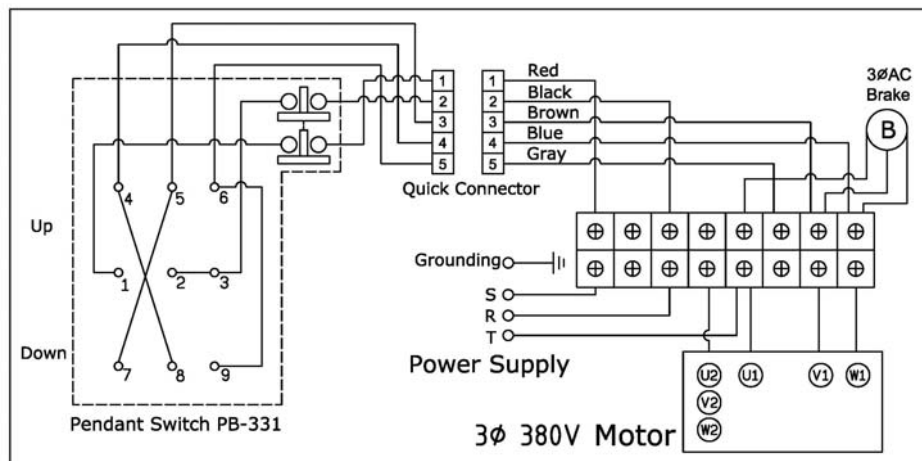 Red
Black
Brown
Blue
Gray
1
2
3
4
5
1
2
3
4
5
Quick Connector
3ØAC
Brake
B
4 5 6
Up
1 2 3
Down
7 8 9
Pendant Switch PB-331
Grounding
S
R
T
Power Supply
U2 U1 V1 W1
V2
W2
3Ø 380V Motor